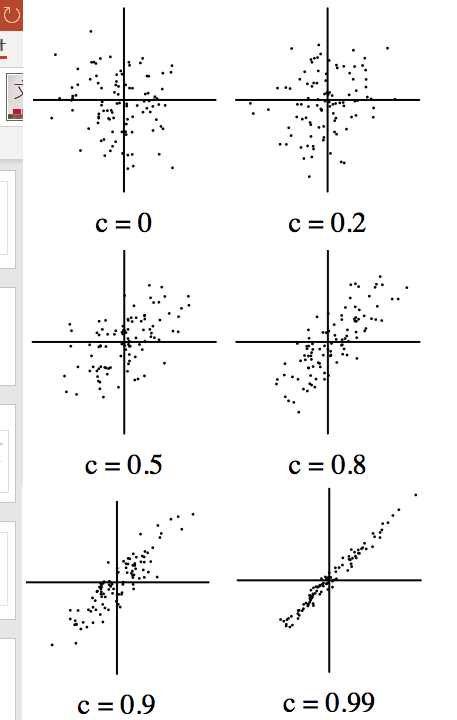 c = 0
c = 0.2
c = 0.5
c = 0.8
c = 0.9
c = 0.99